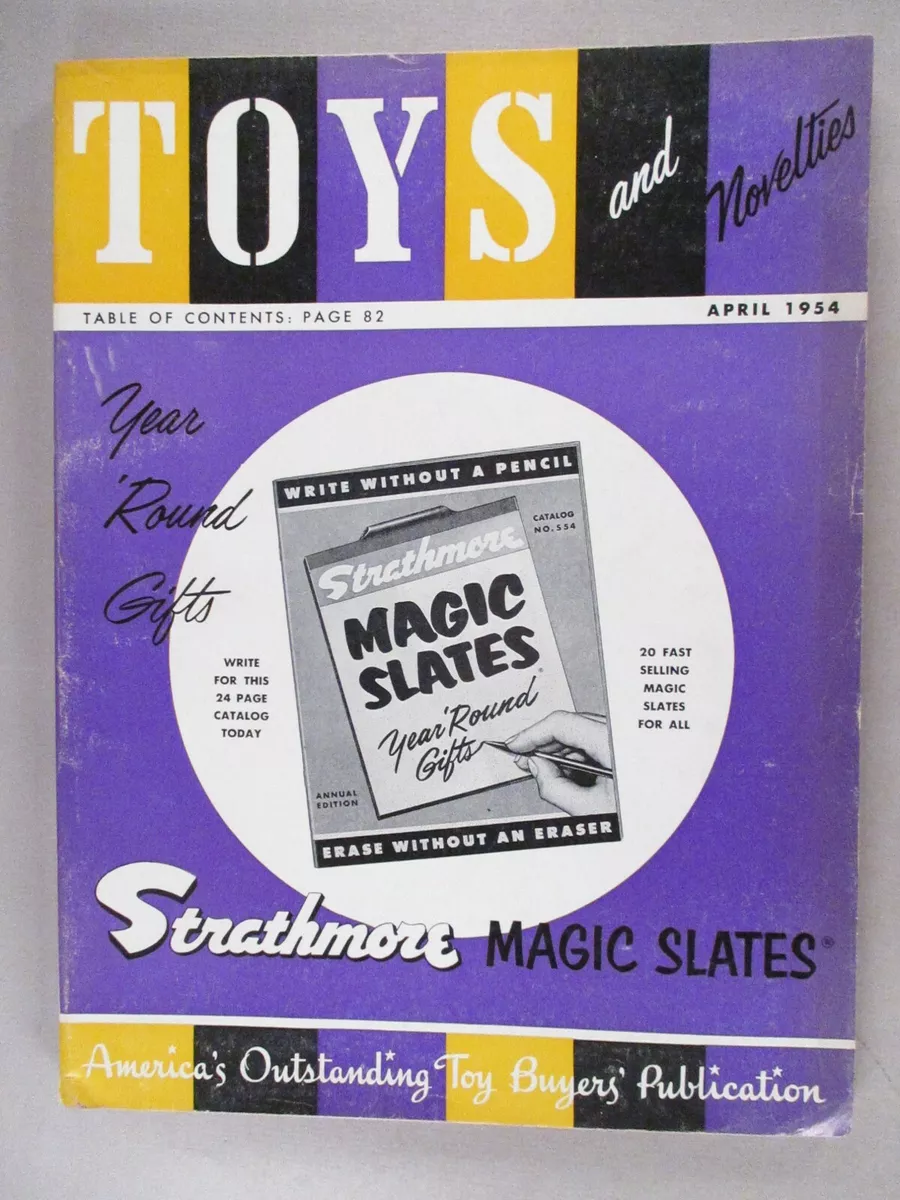 TOYS and Novelties
TABLE OF CONTENTS: PAGE 82
APRIL 1954
Year
'Round
Gifts
WRITE
FOR THIS
24 PAGE
CATALOG
TODAY
WRITE WITHOUT A PENCIL
CATALOG
NO. S54
Strathmore
MAGIC
SLATES
Year 'Round
Gifts
ANNUAL
EDITION
ERASE WITHOUT AN ERASER
20 FAST
SELLING
MAGIC
SLATES
FOR ALL
Strathmore MAGIC SLATES®
America's Outstanding Toy Buyers' Publication